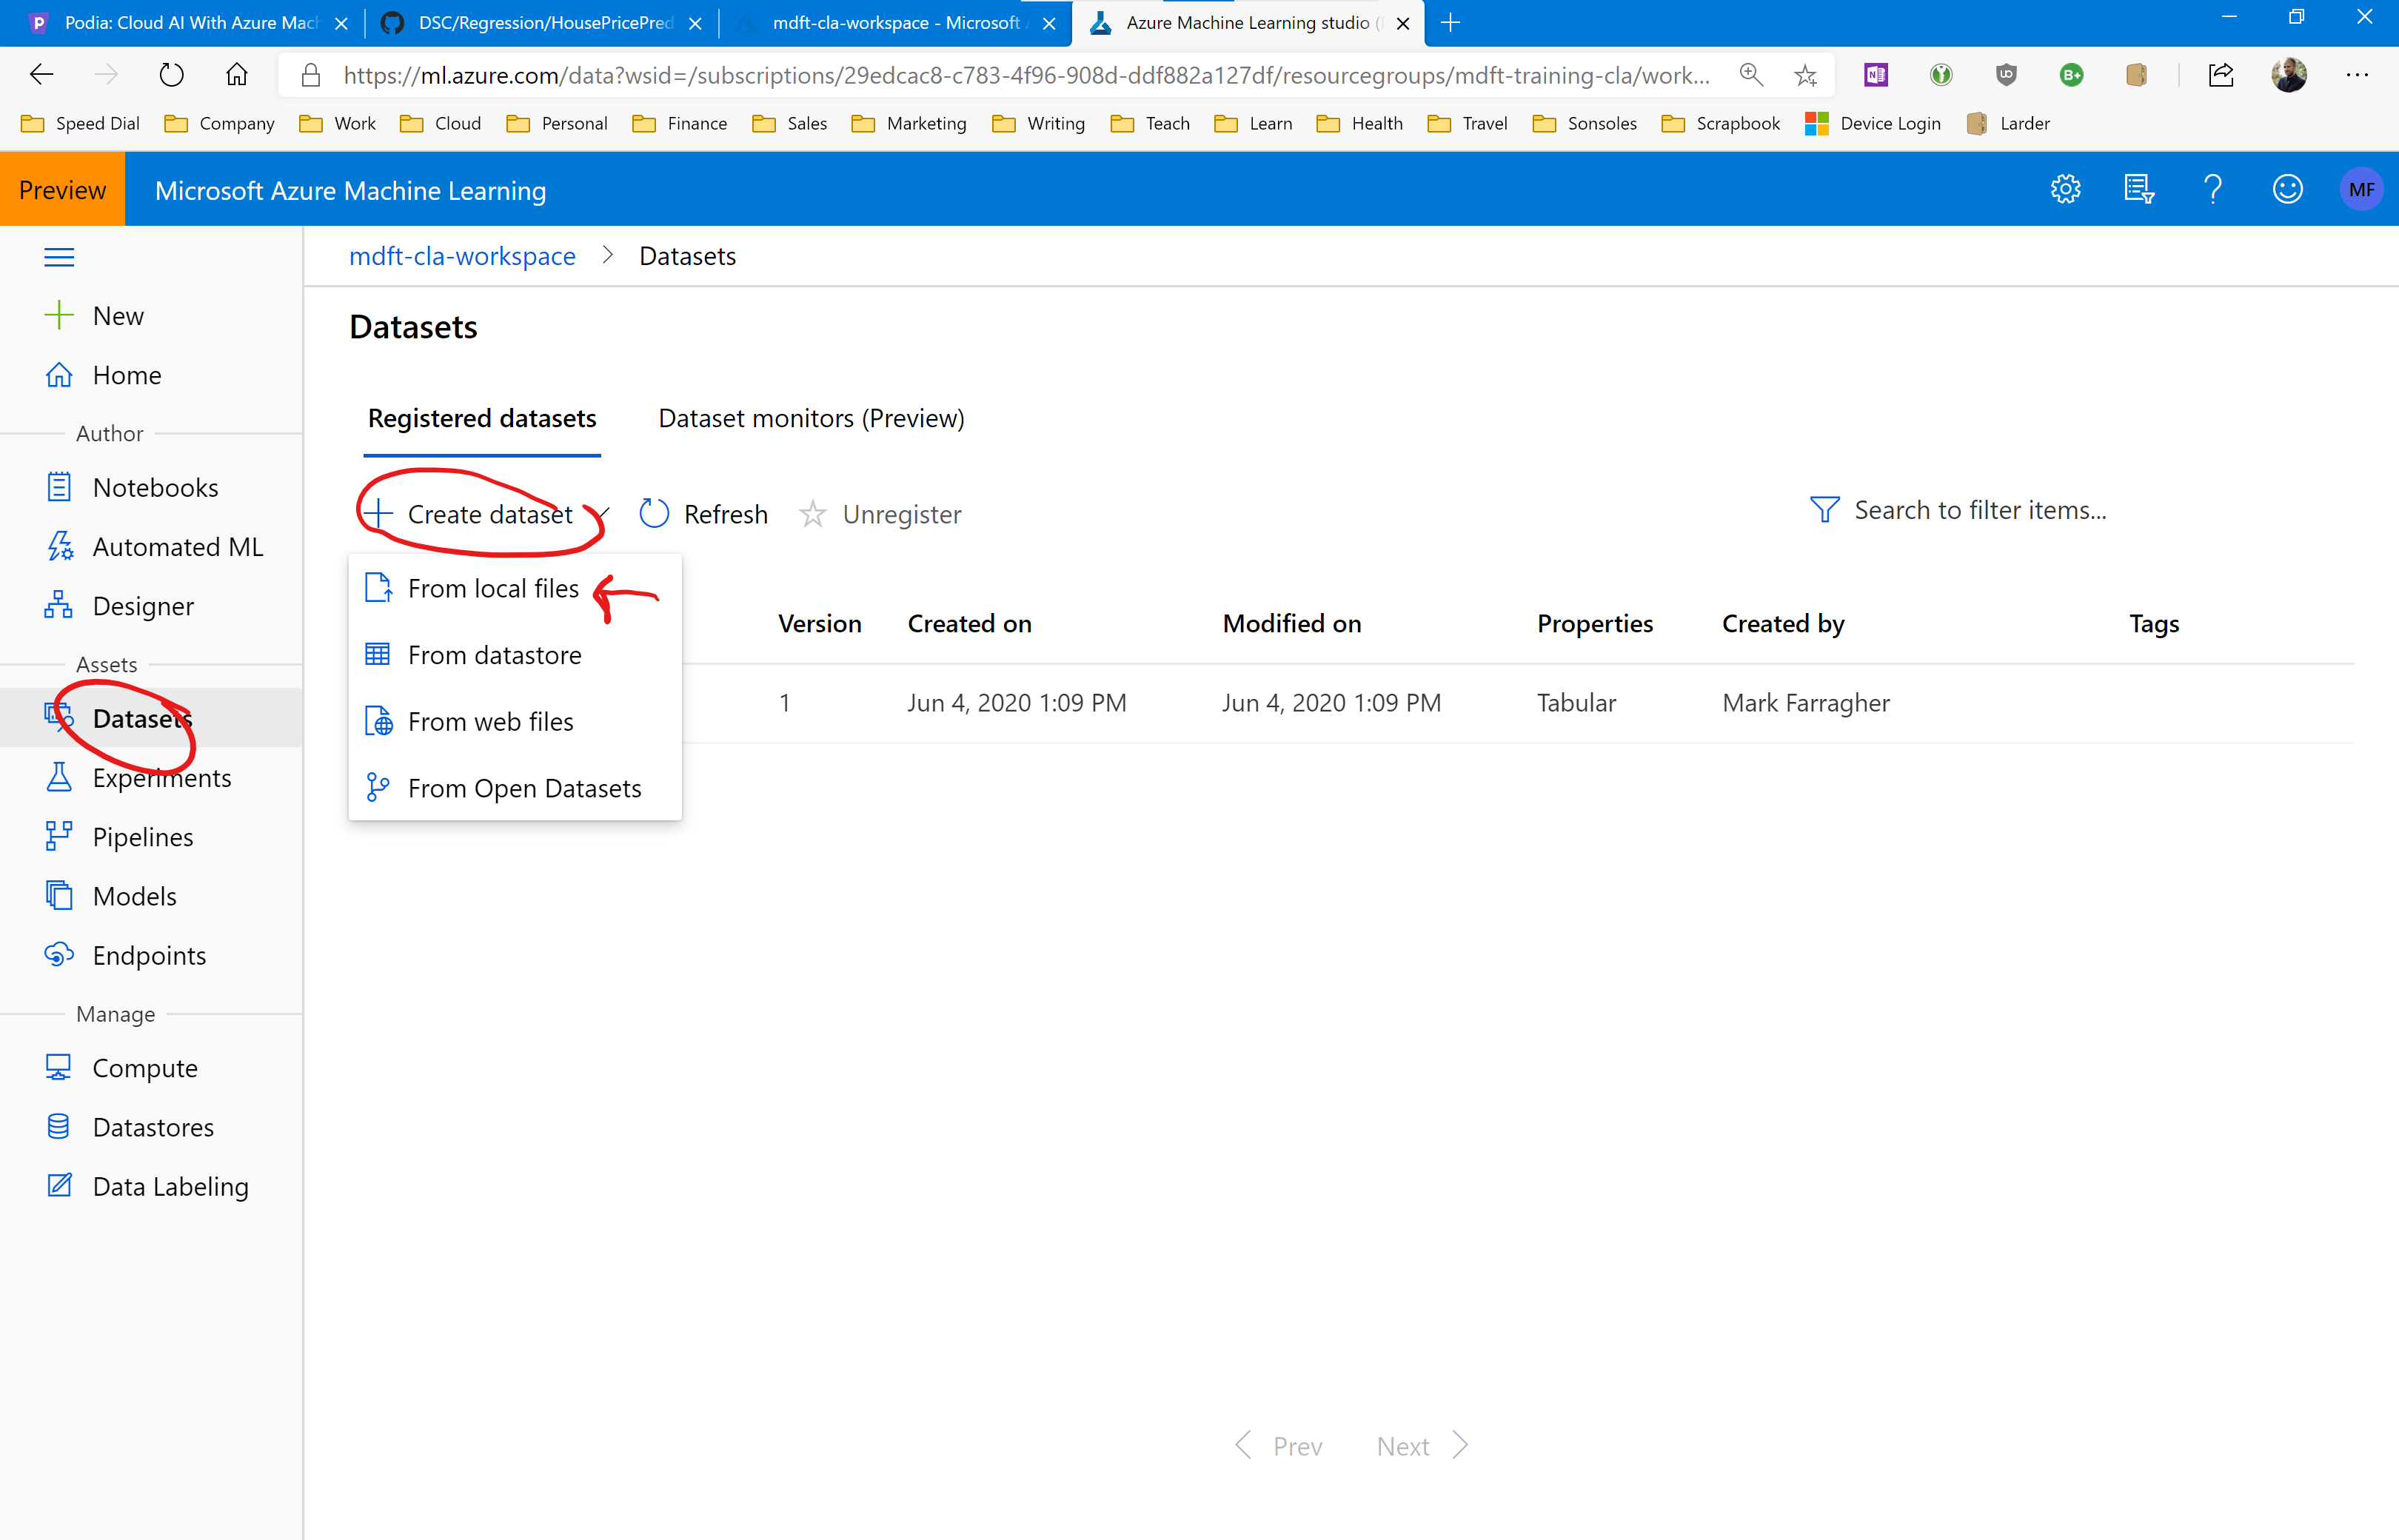 Podia: Cloud AI With Azure Mach
DSC/Regression/HousePricePred
mdft-cla-workspace - Microsoft A
Azure Machine Learning studio (
https://ml.azure.com/data?wsid=/subscriptions/29edcac8-c783-4f96-908d-ddf882a127df/resourcegroups/mdft-training-cla/work...
Speed Dial
Company
Work
Cloud
Personal
Finance
Sales
Marketing
Writing
Teach
Learn
Health
Travel
Sonsoles
Scrapbook
Device Login
Larder
Preview
Microsoft Azure Machine Learning
MF
New
Home
Author
Notebooks
Automated ML
Designer
Assets
Datasets
Experiments
Pipelines
Models
Endpoints
Manage
Compute
Datastores
Data Labeling
mdft-cla-workspace > Datasets
Datasets
Registered datasets
Dataset monitors (Preview)
Create dataset
Refresh
Unregister
Search to filter items...
From local files
From datastore
From web files
From Open Datasets
Version Created on Modified on Properties Created by Tags
1 Jun 4, 2020 1:09 PM Jun 4, 2020 1:09 PM Tabular Mark Farragher
Prev Next